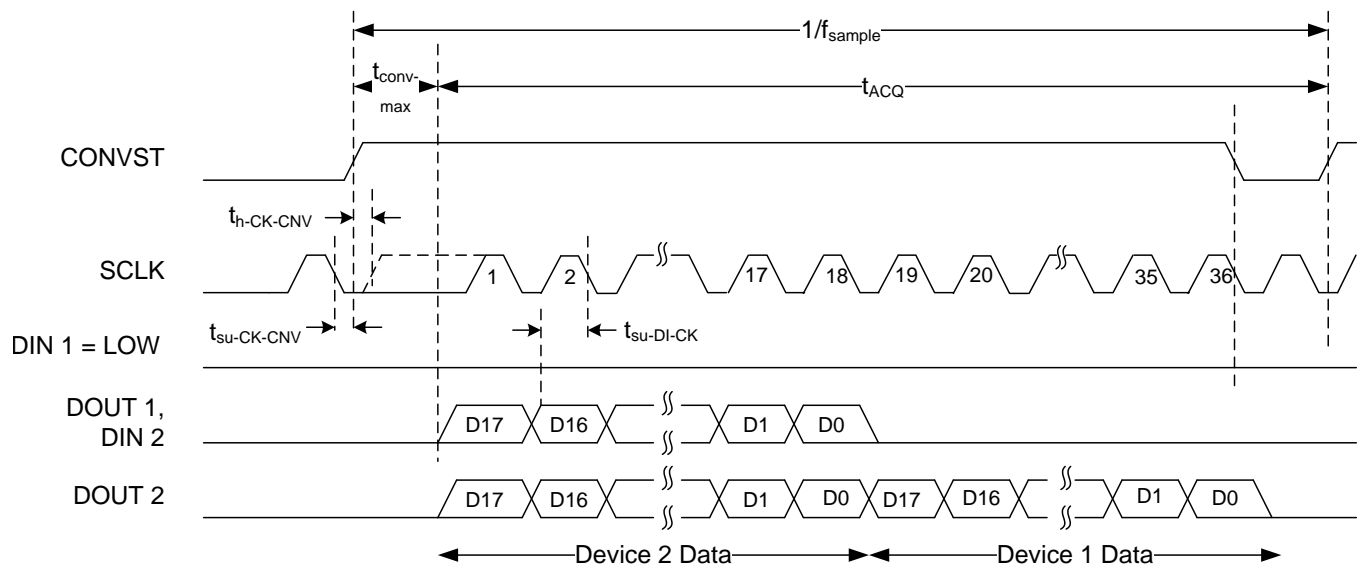 1/fsample
tconv-max
tACQ
CONVST
th-CK-CNV
SCLK
1 2 17 18 19 20 35 36
tsu-CK-CNV
tsu-DI-CK
DIN 1 = LOW
DOUT 1,
DIN 2
D17 D16 D1 D0
DOUT 2
D17 D16 D1 D0 D17 D16 D1 D0
Device 2 Data Device 1 Data